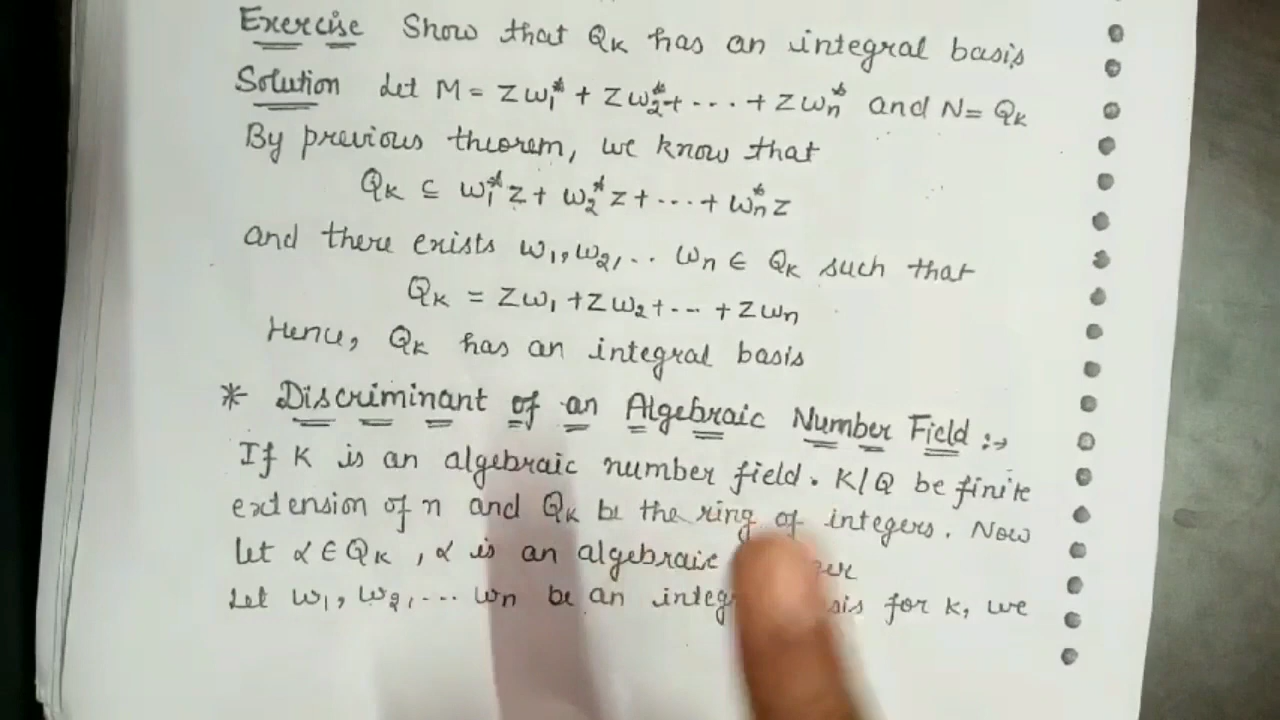 Exercise Show that Qk has an integral basis
Solution Let M = Zω₁* + Zω₂* + ... + Zωₙ* and N = Qk
By previous theorem, we know that
Qk ⊆ ω₁*Z + ω₂*Z + ... + ωₙ*Z
and there exists ω₁, ω₂, .. ωₙ ∈ Qk such that
Qk = Zω₁ + Zω₂ + ... + Zωₙ
Hence, Qk has an integral basis
* Discriminant of an Algebraic Number Field :→
If K is an algebraic number field. K/Q be finite
extension of n and Qk be the ring of integers. Now
let α ∈ Qk, α is an algebraic
Let ω₁, ω₂, ... ωₙ be an for K, we